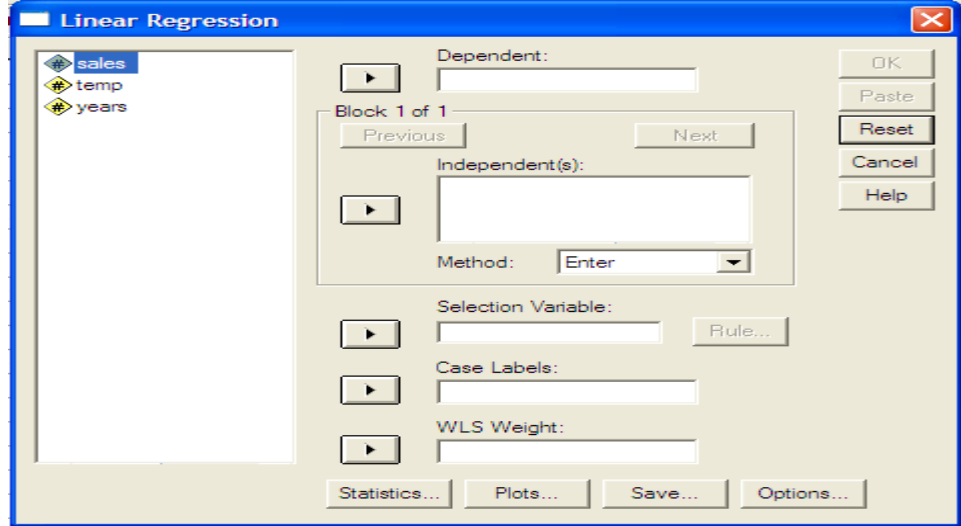 Linear Regression
sales
temp
years
Dependent:
Block 1 of 1
Previous
Next
Independent(s):
Method:
Enter
Selection Variable:
Rule...
Case Labels:
WLS Weight:
Statistics...
Plots...
Save...
Options...
OK
Paste
Reset
Cancel
Help